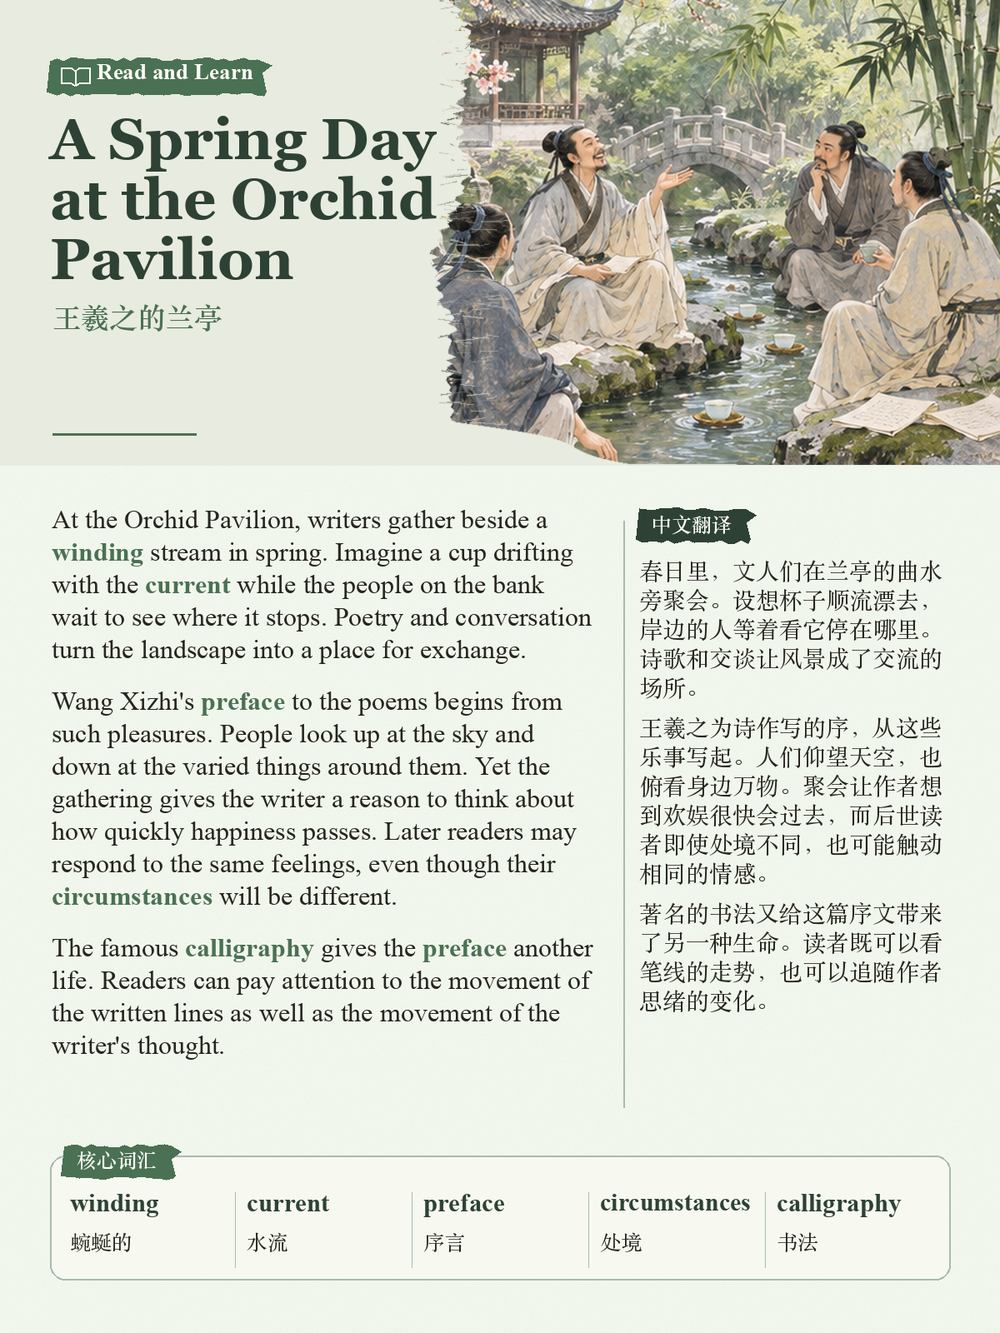 Read and Learn
A Spring Day
at the Orchid
Pavilion
王羲之的兰亭
At the Orchid Pavilion, writers gather beside a
winding stream in spring. Imagine a cup drifting
with the current while the people on the bank
wait to see where it stops. Poetry and conversation
turn the landscape into a place for exchange.
Wang Xizhi's preface to the poems begins from
such pleasures. People look up at the sky and
down at the varied things around them. Yet the
gathering gives the writer a reason to think about
how quickly happiness passes. Later readers may
respond to the same feelings, even though their
circumstances will be different.
The famous calligraphy gives the preface another
life. Readers can pay attention to the movement of
the written lines as well as the movement of the
writer's thought.
中文翻译
春日里，文人们在兰亭的曲水
旁聚会。设想杯子顺流漂去，
岸边的人等着看它停在哪里。
诗歌和交谈让风景成了交流的
场所。
王羲之为诗作写的序，从这些
乐事写起。人们仰望天空，也
俯看身边万物。聚会让作者想
到欢娱很快会过去，而后世读
者即使处境不同，也可能触动
相同的情感。
著名的书法又给这篇序文带来
了另一种生命。读者既可以看
笔线的走势，也可以追随作者
思绪的变化。
核心词汇
winding
蜿蜒的
current
水流
preface
序言
circumstances
处境
calligraphy
书法